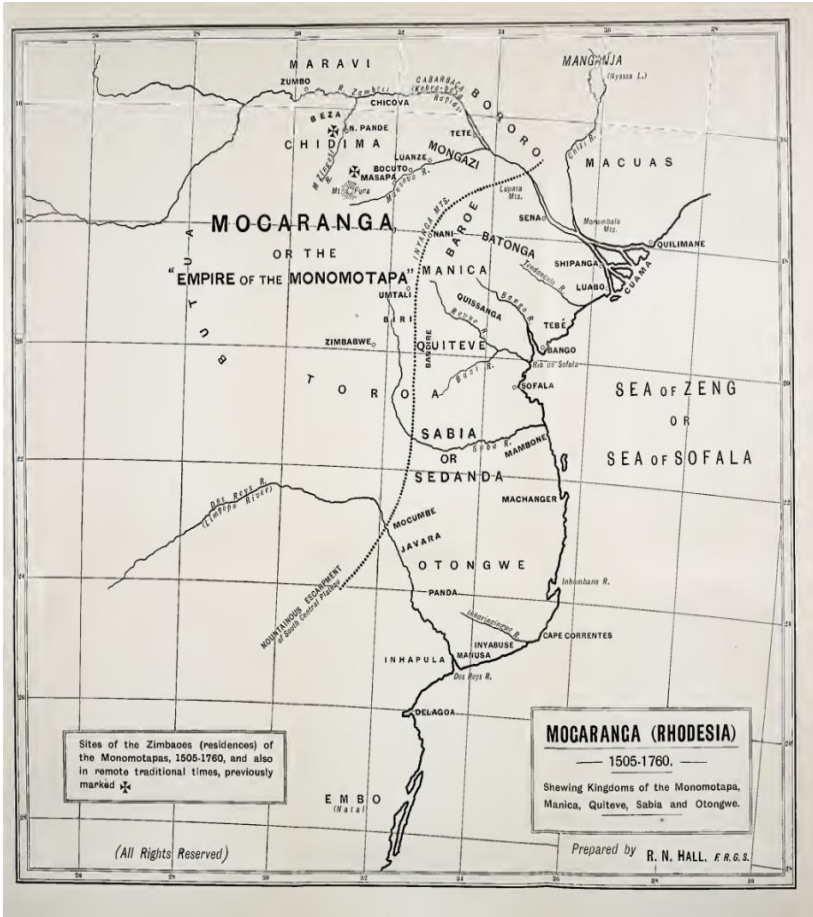 MARAVI
ZUMBO
R. Zambesi
CABARBACA
(Kebra-basa
Rapids)
CHICOVA
BORORO
MANGANJA
(Nyassa L.)
BEZA
N. PANDE
CHIDIMA
TETE
MONGAZI
LUANZE
BOCUTO
MASAPA
Mt. Fura
MACUAS
Lupata
Mts.
SENA
Morambala
Mts.
QUILIMANE
MOCARANGA,
OR THE
"EMPIRE OF THE MONOMOTAPA"
INYANGA MTS.
NANI
BAROE
BATONGA
SHIPANGA
CUAMA
LUABO
MANICA
UMTALI
BIRI
QUISSANGA
TEBÉ
BUTUA
ZIMBABWE
BANDIRE
QUITEVE
BANGO
Rio de Sofala
TOROA
SOFALA
SEA OF ZENG
OR
SEA OF SOFALA
SABIA
OR
SEDANDA
Saba R.
MAMBONE
Dos Reys R.
(Limpopo River)
MACHANGER
MOCUMBE
JAVARA
OTONGWE
MOUNTAINOUS ESCARPMENT
of South Central Plateau
PANDA
Inhambane R.
CAPE CORRENTES
INYABUSE
MANUSA
INHAPULA
Dos Reys R.
DELAGOA
EMBO
(Natal)
Sites of the Zimbaoes (residences) of
the Monomotapas, 1505-1760, and also
in remote traditional times, previously
marked ✠
MOCARANGA (RHODESIA)
1505-1760.
Shewing Kingdoms of the Monomotapa,
Manica, Quiteve, Sabia and Otongwe.
(All Rights Reserved)
Prepared by R. N. HALL. F.R.G.S.